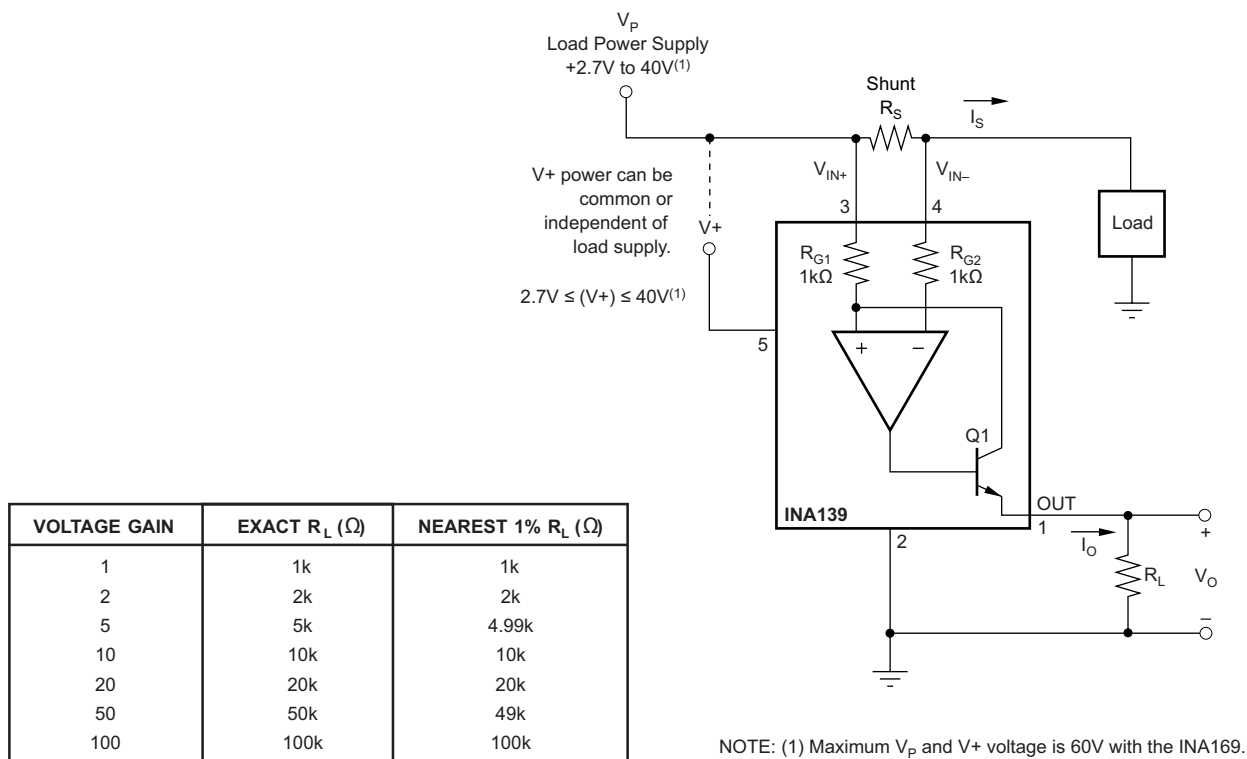 V_P
Load Power Supply
+2.7V to 40V(1)
Shunt
R_S
I_S
V+ power can be
common or
independent of
load supply.
V+
2.7V ≤ (V+) ≤ 40V(1)
V_IN+
V_IN–
3
4
Load
R_G1
1kΩ
R_G2
1kΩ
5
+
–
Q1
INA139
OUT
1
2
I_O
+
R_L
V_O
–
VOLTAGE GAIN EXACT R_L (Ω) NEAREST 1% R_L (Ω)
1 1k 1k
2 2k 2k
5 5k 4.99k
10 10k 10k
20 20k 20k
50 50k 49k
100 100k 100k
NOTE: (1) Maximum V_P and V+ voltage is 60V with the INA169.